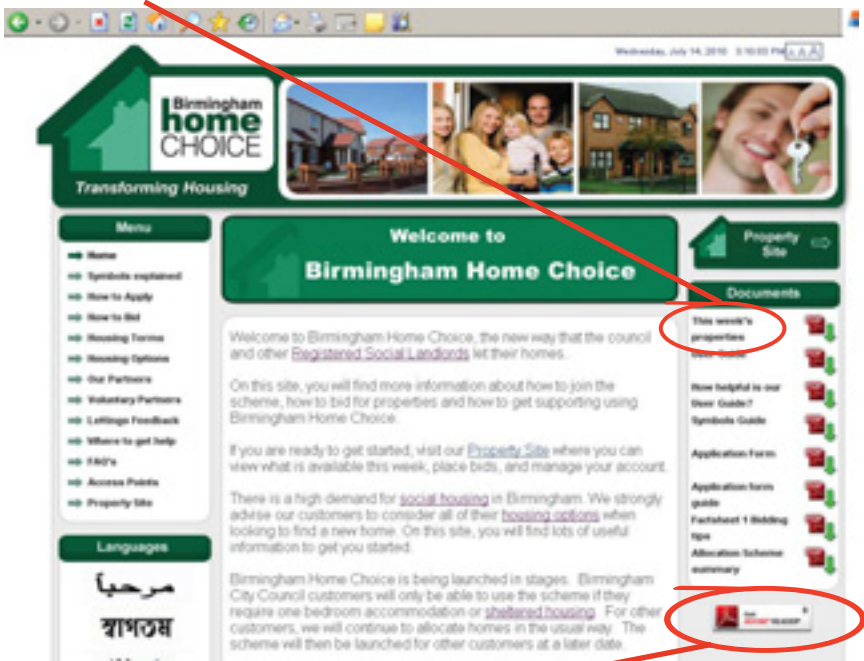 Wednesday, July 14, 2010 3:10:03 PM A A A
Birmingham
home
CHOICE
Transforming Housing
Menu
Home
Symbols explained
How to Apply
How to Bid
Housing Terms
Housing Options
Our Partners
Voluntary Partners
Lettings Feedback
Where to get help
FAQ's
Access Points
Property Site
Languages
مرحباً
স্বাগতম
Welcome to
Birmingham Home Choice
Welcome to Birmingham Home Choice, the new way that the council
and other Registered Social Landlords let their homes.
On this site, you will find more information about how to join the
scheme, how to bid for properties and how to get supporting using
Birmingham Home Choice.
If you are ready to get started, visit our Property Site where you can
view what is available this week, place bids, and manage your account.
There is a high demand for social housing in Birmingham. We strongly
advise our customers to consider all of their housing options when
looking to find a new home. On this site, you will find lots of useful
information to get you started.
Birmingham Home Choice is being launched in stages. Birmingham
City Council customers will only be able to use the scheme if they
require one bedroom accommodation or sheltered housing. For other
customers, we will continue to allocate homes in the usual way. The
scheme will then be launched for other customers at a later date.
Property
Site
Documents
This week's
properties
User Guide
How helpful is our
User Guide?
Symbols Guide
Application Form
Application form
guide
Factsheet 1 Bidding
tips
Allocation Scheme
summary